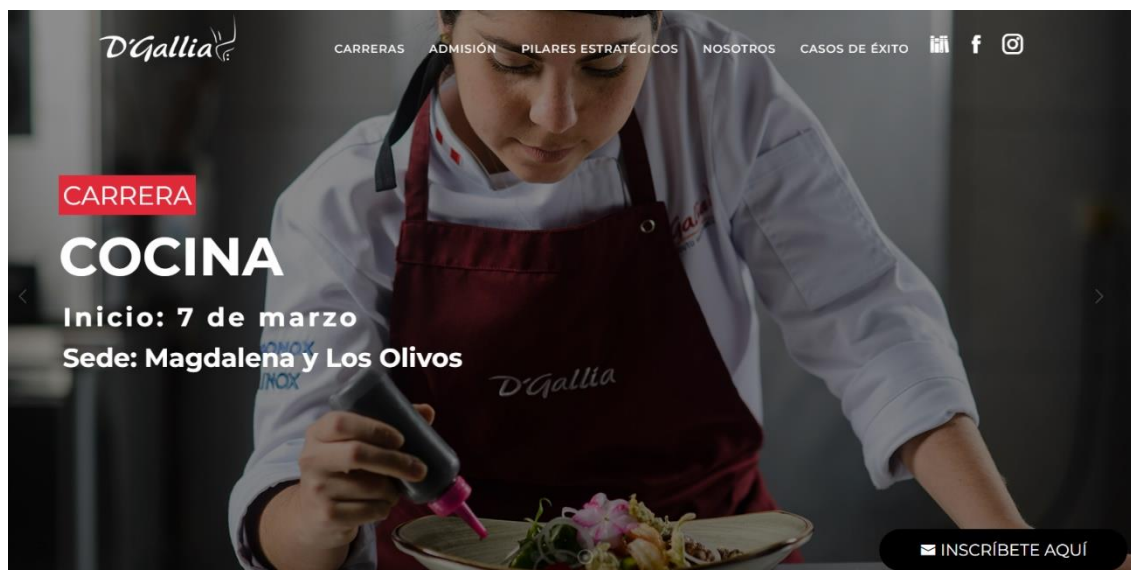 D'Gallia
CARRERAS ADMISIÓN PILARES ESTRATÉGICOS NOSOTROS CASOS DE ÉXITO
CARRERA
COCINA
Inicio: 7 de marzo
Sede: Magdalena y Los Olivos
D'Gallia
INSCRÍBETE AQUÍ